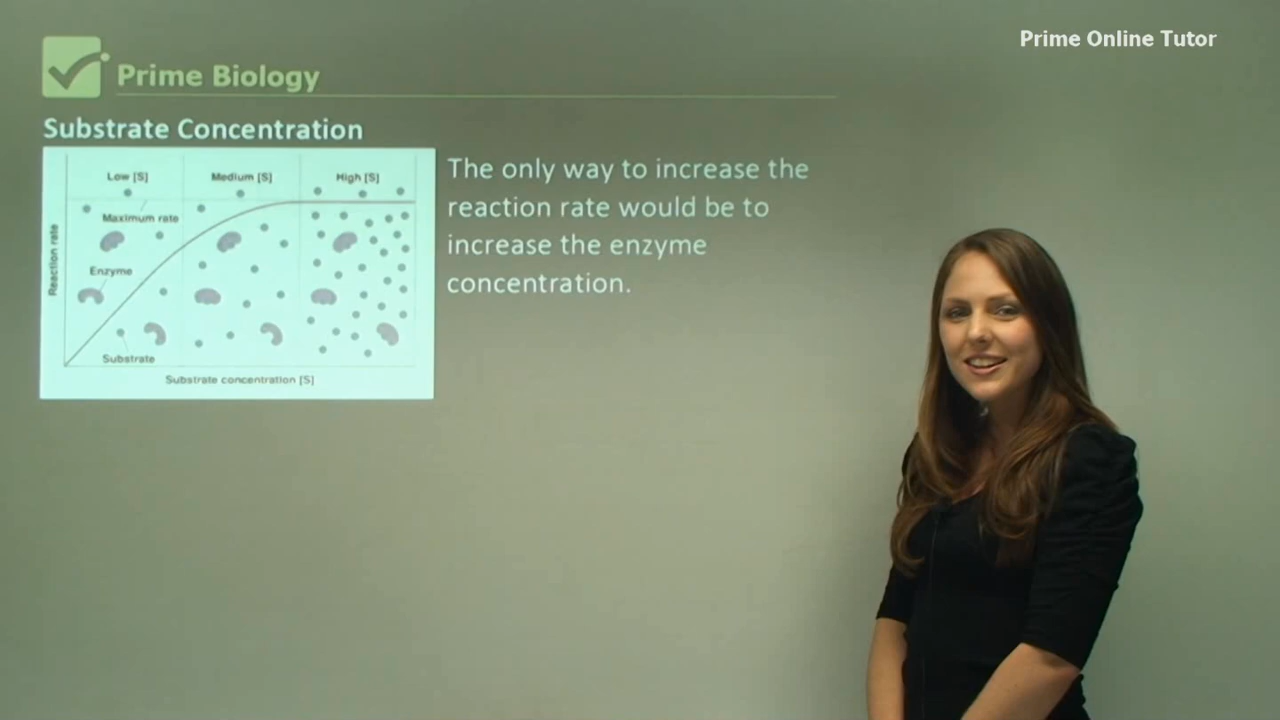 Prime Online Tutor
Prime Biology
Substrate Concentration
Low [S] Medium [S] High [S]
Maximum rate
Reaction rate
Enzyme
Substrate
Substrate concentration [S]
The only way to increase the
reaction rate would be to
increase the enzyme
concentration.